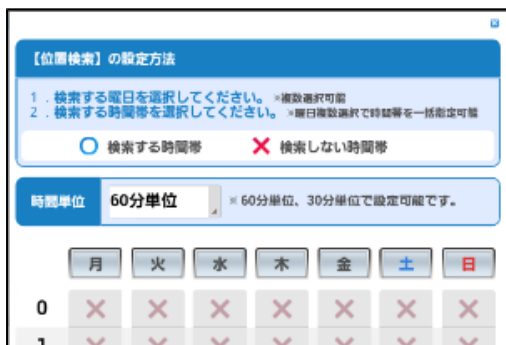 【位置検索】の設定方法
1．検索する曜日を選択してください。※複数選択可能
2．検索する時間帯を選択してください。※曜日複数選択で時間帯を一括指定可能
検索する時間帯 検索しない時間帯
時間単位 60分単位 ※60分単位、30分単位で設定可能です。
月 火 水 木 金 土 日
0
1